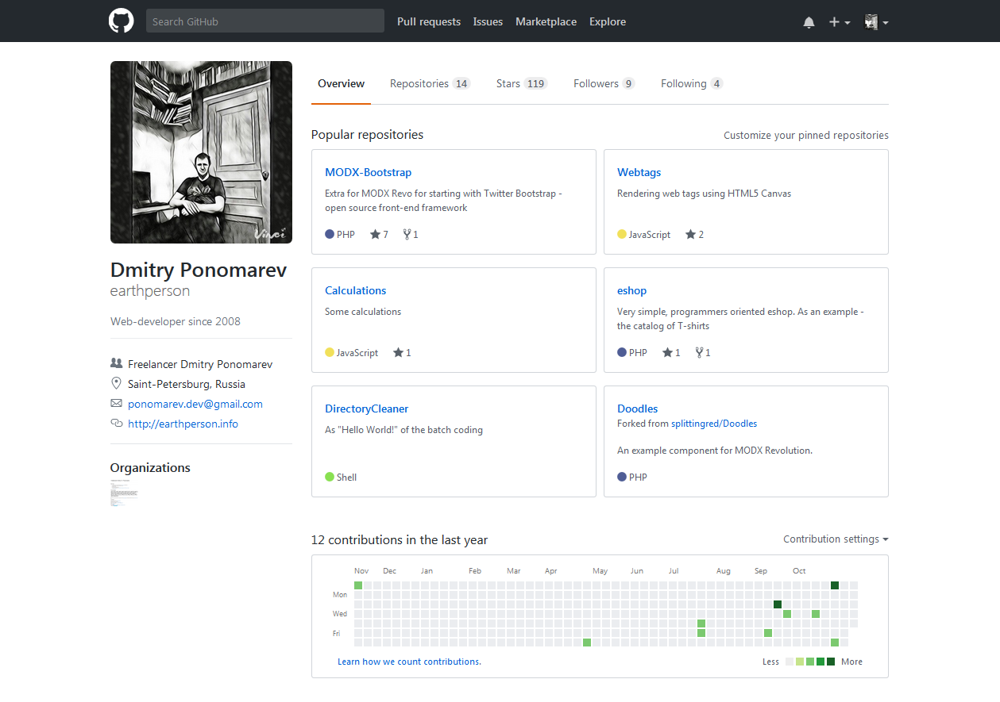 Search GitHub
Pull requests
Issues
Marketplace
Explore
Vinci
Dmitry Ponomarev
earthperson
Web-developer since 2008
Freelancer Dmitry Ponomarev
Saint-Petersburg, Russia
ponomarev.dev@gmail.com
http://earthperson.info
Organizations
Overview
Repositories 14
Stars 119
Followers 9
Following 4
Popular repositories
Customize your pinned repositories
MODX-Bootstrap
Extra for MODX Revo for starting with Twitter Bootstrap -
open source front-end framework
PHP 7 1
Webtags
Rendering web tags using HTML5 Canvas
JavaScript 2
Calculations
Some calculations
JavaScript 1
eshop
Very simple, programmers oriented eshop. As an example -
the catalog of T-shirts
PHP 1 1
DirectoryCleaner
As "Hello World!" of the batch coding
Shell
Doodles
Forked from splittingred/Doodles
An example component for MODX Revolution.
PHP
12 contributions in the last year
Contribution settings
Nov Dec Jan Feb Mar Apr May Jun Jul Aug Sep Oct
Mon
Wed
Fri
Learn how we count contributions.
Less More